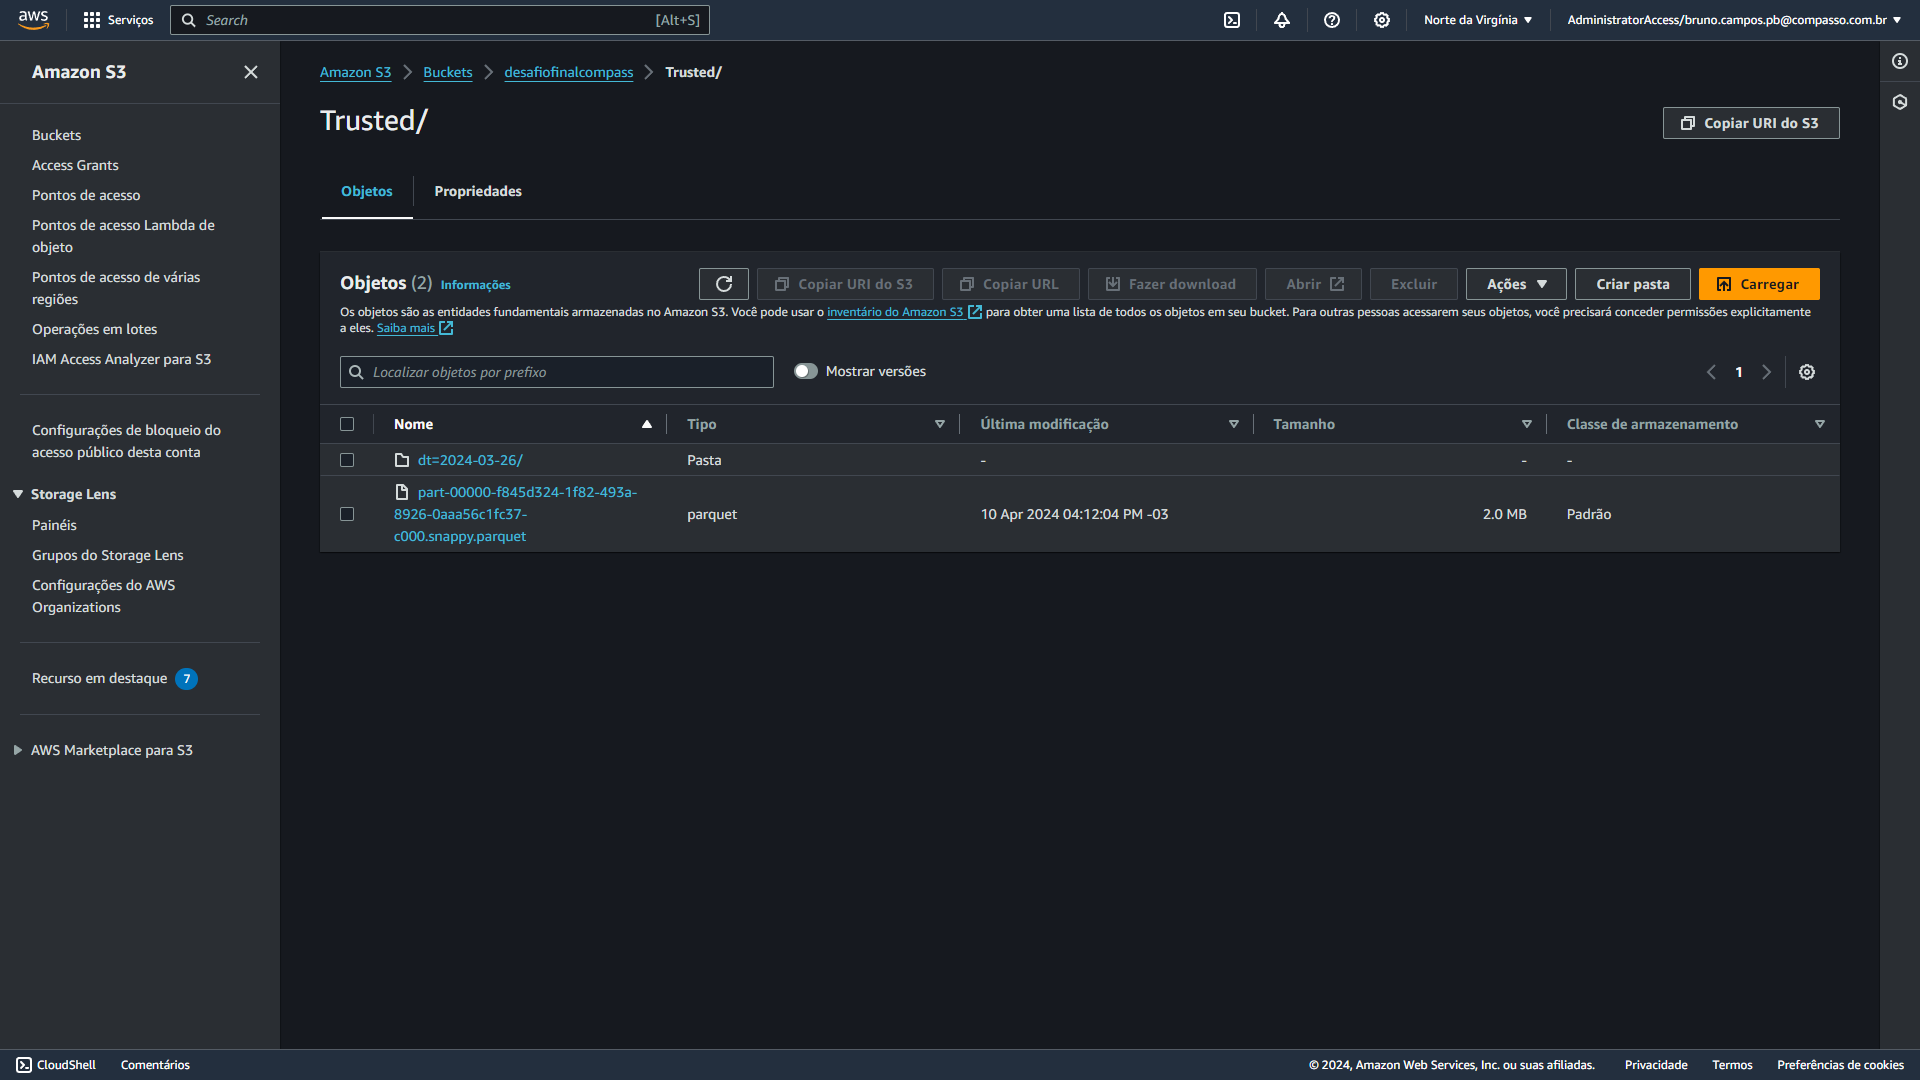 aws
Serviços
Search
[Alt+S]
Norte da Virgínia
AdministratorAccess/bruno.campos.pb@compasso.com.br
Amazon S3
Buckets
Access Grants
Pontos de acesso
Pontos de acesso Lambda de
objeto
Pontos de acesso de várias
regiões
Operações em lotes
IAM Access Analyzer para S3
Configurações de bloqueio do
acesso público desta conta
Storage Lens
Painéis
Grupos do Storage Lens
Configurações do AWS
Organizations
Recurso em destaque 7
AWS Marketplace para S3
Amazon S3 Buckets desafiofinalcompass Trusted/
Trusted/
Copiar URI do S3
Objetos Propriedades
Objetos (2) Informações
Copiar URI do S3 Copiar URL Fazer download Abrir Excluir Ações Criar pasta Carregar
Os objetos são as entidades fundamentais armazenadas no Amazon S3. Você pode usar o inventário do Amazon S3 para obter uma lista de todos os objetos em seu bucket. Para outras pessoas acessarem seus objetos, você precisará conceder permissões explicitamente
a eles. Saiba mais
Localizar objetos por prefixo
Mostrar versões
1
Nome Tipo Última modificação Tamanho Classe de armazenamento
dt=2024-03-26/ Pasta - - -
part-00000-f845d324-1f82-493a-
8926-0aaa56c1fc37- parquet 10 Apr 2024 04:12:04 PM -03 2.0 MB Padrão
c000.snappy.parquet
CloudShell Comentários
© 2024, Amazon Web Services, Inc. ou suas afiliadas. Privacidade Termos Preferências de cookies